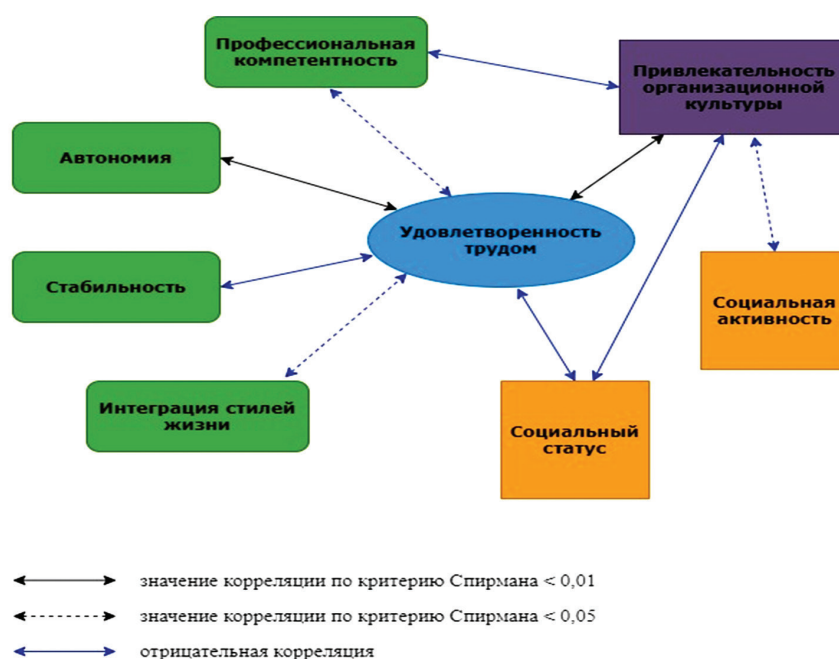 Профессиональная
компетентность
Привлекательность
организационной
культуры
Автономия
Удовлетворенность
трудом
Стабильность
Социальная
активность
Интеграция стилей
жизни
Социальный
статус
значение корреляции по критерию Спирмана < 0,01
значение корреляции по критерию Спирмана < 0,05
отрицательная корреляция